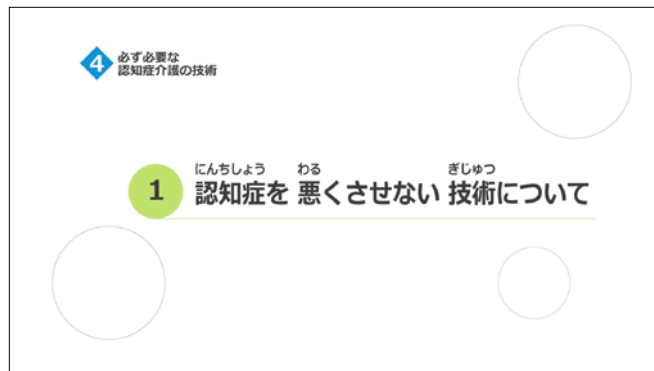 4
必ず必要な
認知症介護の技術
にんちしょう わる ぎじゅつ
1 認知症を 悪くさせない 技術について